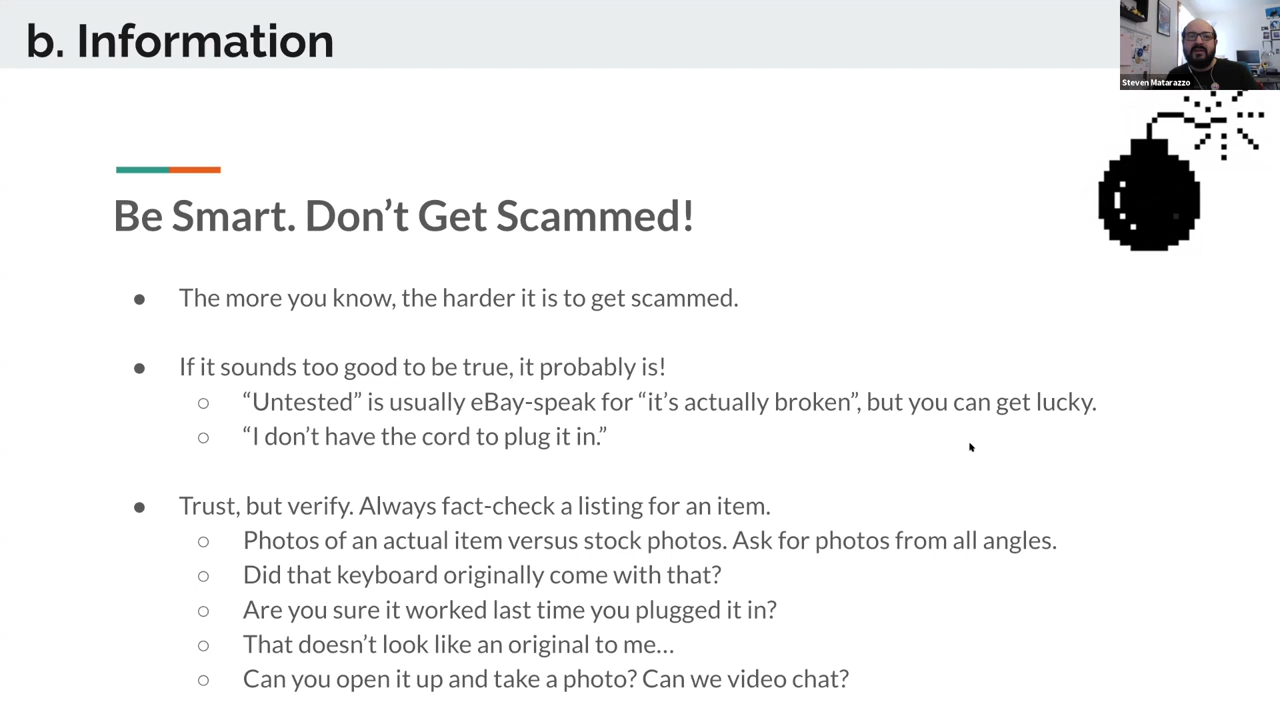 b. Information
Steven Matarazzo
Be Smart. Don’t Get Scammed!
● The more you know, the harder it is to get scammed.
● If it sounds too good to be true, it probably is!
○ “Untested” is usually eBay-speak for “it’s actually broken”, but you can get lucky.
○ “I don’t have the cord to plug it in.”
● Trust, but verify. Always fact-check a listing for an item.
○ Photos of an actual item versus stock photos. Ask for photos from all angles.
○ Did that keyboard originally come with that?
○ Are you sure it worked last time you plugged it in?
○ That doesn’t look like an original to me…
○ Can you open it up and take a photo? Can we video chat?